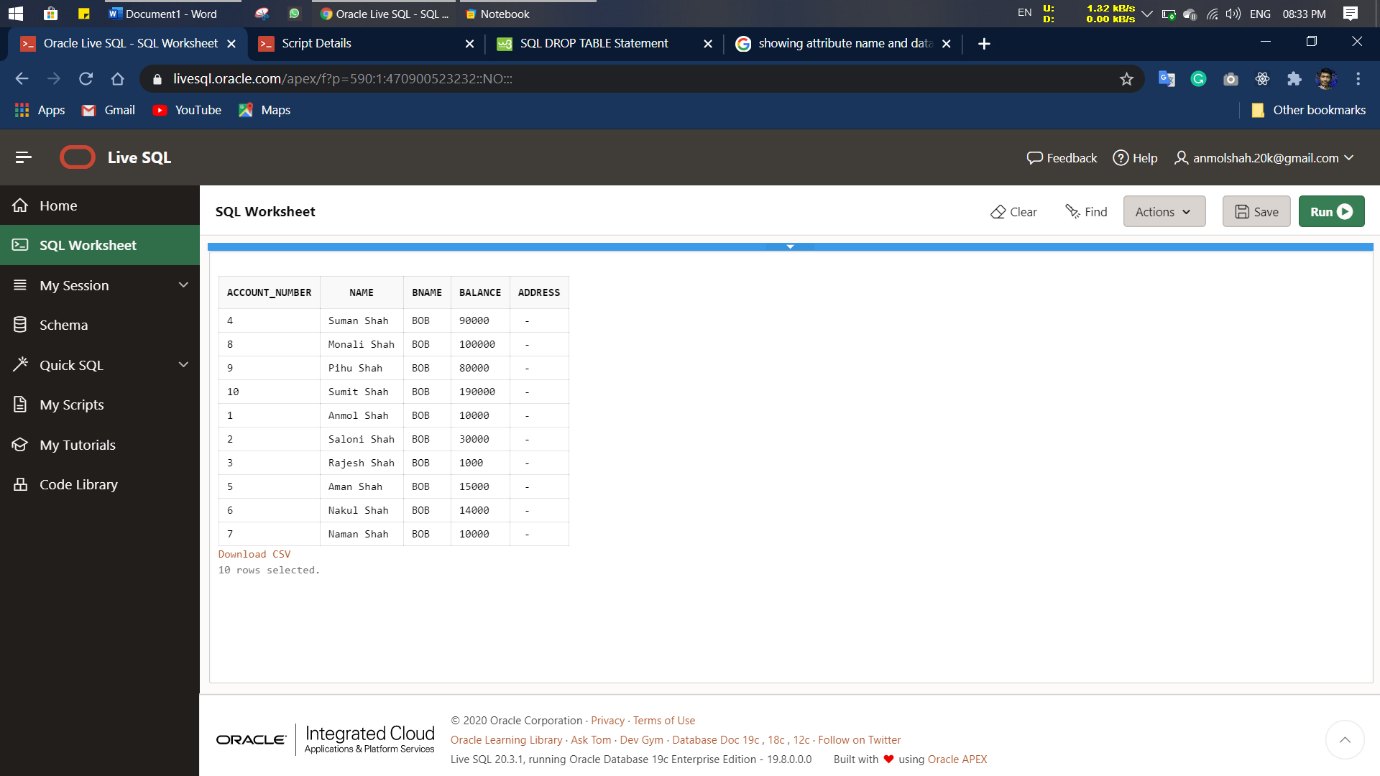 Document1 - Word
Oracle Live SQL - SQL ...
Notebook
EN
U: 1.32 kB/s
D: 0.00 kB/s
ENG
08:33 PM
Oracle Live SQL - SQL Worksheet
Script Details
SQL DROP TABLE Statement
showing attribute name and data
livesql.oracle.com/apex/f?p=590:1:470900523232::NO:::
Apps
Gmail
YouTube
Maps
Other bookmarks
Live SQL
Feedback
Help
anmolshah.20k@gmail.com
Home
SQL Worksheet
My Session
Schema
Quick SQL
My Scripts
My Tutorials
Code Library
SQL Worksheet
Clear
Find
Actions
Save
Run
ACCOUNT_NUMBER NAME BNAME BALANCE ADDRESS
4 Suman Shah BOB 90000 -
8 Monali Shah BOB 100000 -
9 Pihu Shah BOB 80000 -
10 Sumit Shah BOB 190000 -
1 Anmol Shah BOB 10000 -
2 Saloni Shah BOB 30000 -
3 Rajesh Shah BOB 1000 -
5 Aman Shah BOB 15000 -
6 Nakul Shah BOB 14000 -
7 Naman Shah BOB 10000 -
Download CSV
10 rows selected.
ORACLE
Integrated Cloud
Applications & Platform Services
© 2020 Oracle Corporation · Privacy · Terms of Use
Oracle Learning Library · Ask Tom · Dev Gym · Database Doc 19c , 18c , 12c · Follow on Twitter
Live SQL 20.3.1, running Oracle Database 19c Enterprise Edition - 19.8.0.0.0 Built with ❤ using Oracle APEX